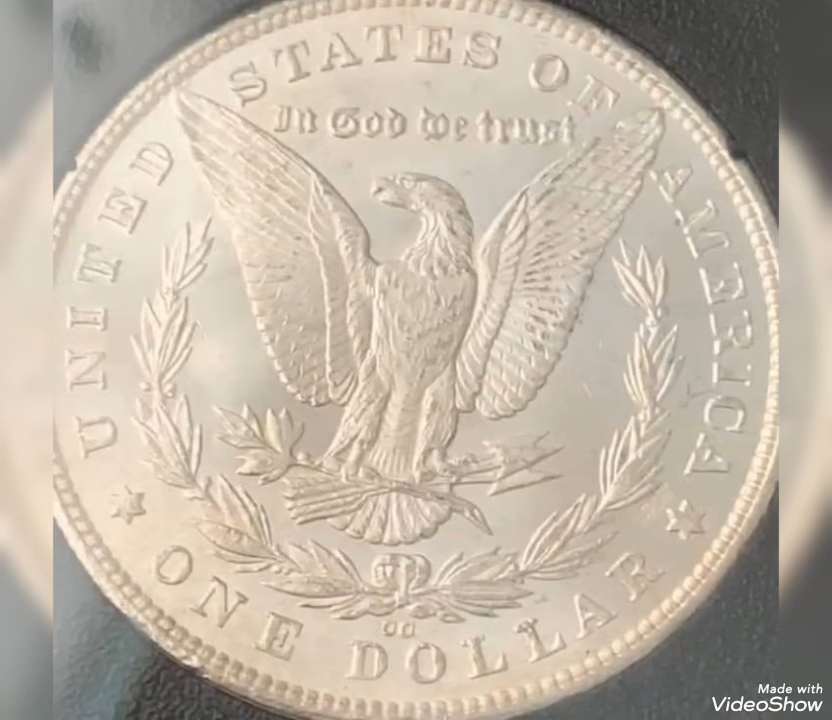 UNITED STATES OF AMERICA
In God we trust
CC
ONE DOLLAR
Made with
VideoShow